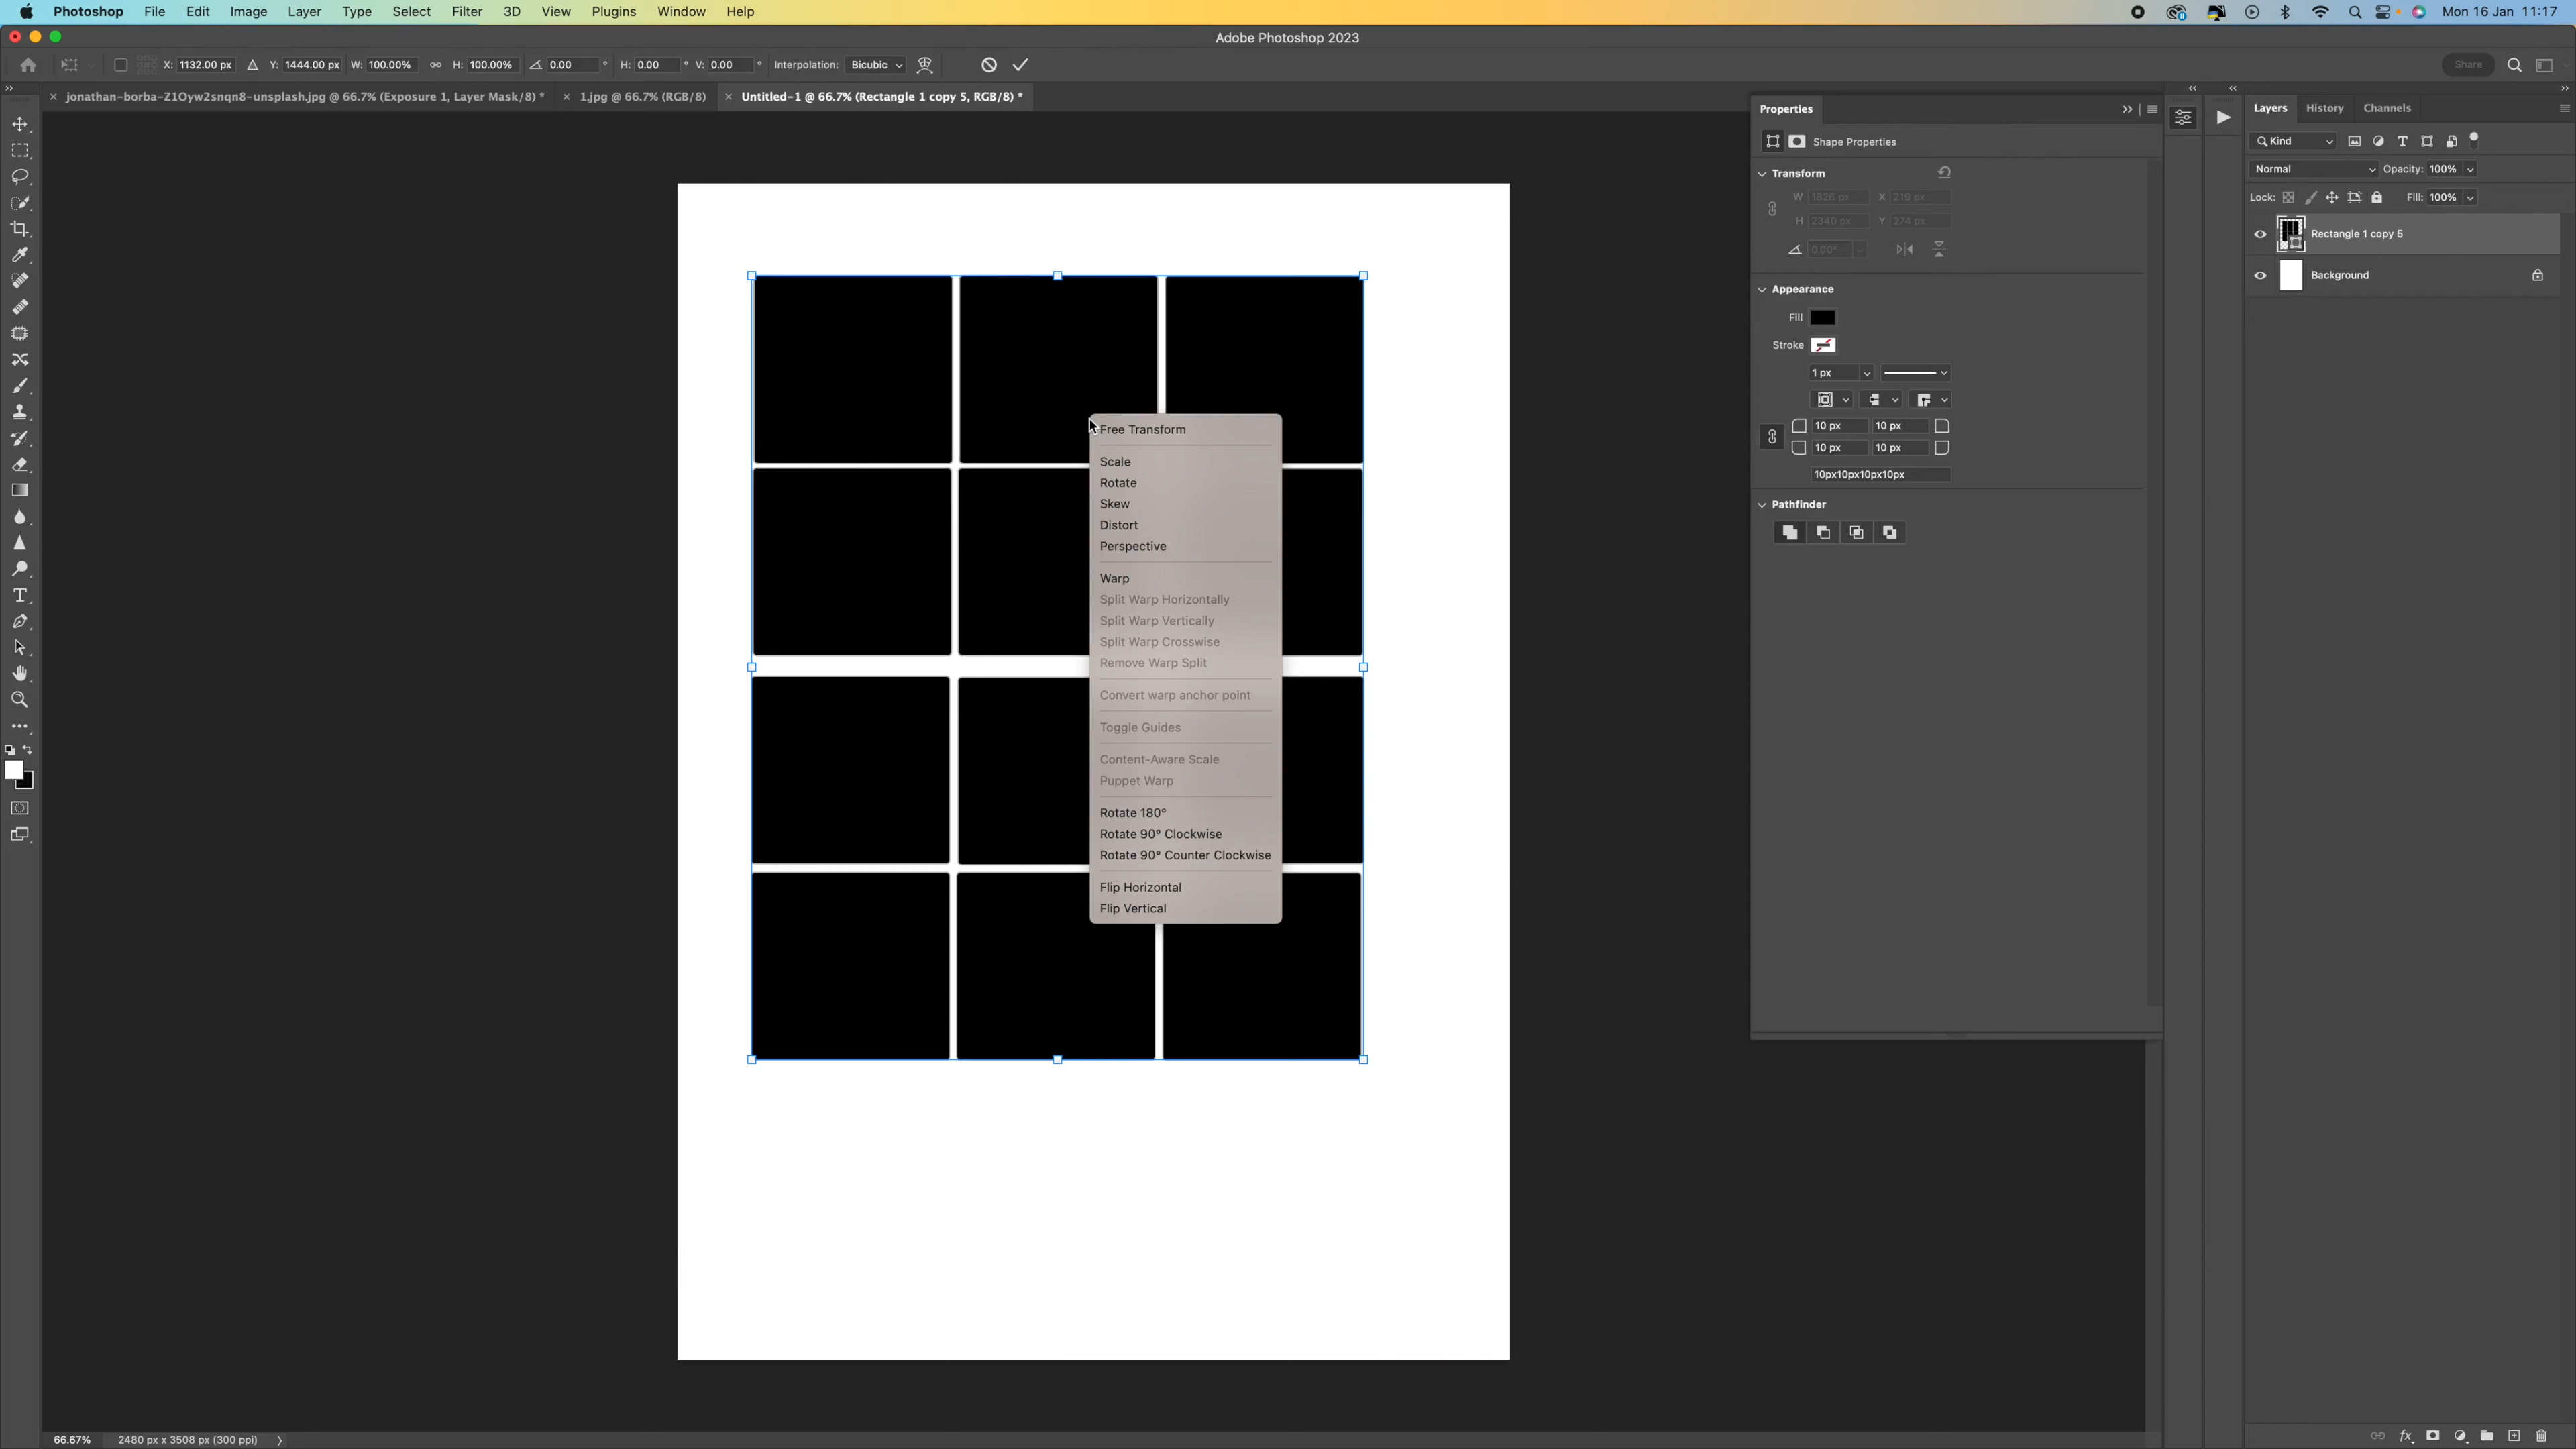 Photoshop File Edit Image Layer Type Select Filter 3D View Plugins Window Help Mon 16 Jan 11:17
Adobe Photoshop 2023
X: 1132.00 px Y: 1444.00 px W: 100.00% H: 100.00% 0.00 ° H: 0.00 ° V: 0.00 ° Interpolation: Bicubic Share
jonathan-borba-Z1Oyw2snqn8-unsplash.jpg @ 66.7% (Exposure 1, Layer Mask/8) * 1.jpg @ 66.7% (RGB/8) Untitled-1 @ 66.7% (Rectangle 1 copy 5, RGB/8) *
Properties
Shape Properties
Transform
W 1826 px X 219 px
H 2340 px Y 274 px
0.00°
Appearance
Fill
Stroke
1 px
10 px 10 px
10 px 10 px
10px10px10px10px
Pathfinder
Layers History Channels
Kind
Normal Opacity: 100%
Lock: Fill: 100%
Rectangle 1 copy 5
Background
Free Transform
Scale
Rotate
Skew
Distort
Perspective
Warp
Split Warp Horizontally
Split Warp Vertically
Split Warp Crosswise
Remove Warp Split
Convert warp anchor point
Toggle Guides
Content-Aware Scale
Puppet Warp
Rotate 180°
Rotate 90° Clockwise
Rotate 90° Counter Clockwise
Flip Horizontal
Flip Vertical
66.67% 2480 px x 3508 px (300 ppi)